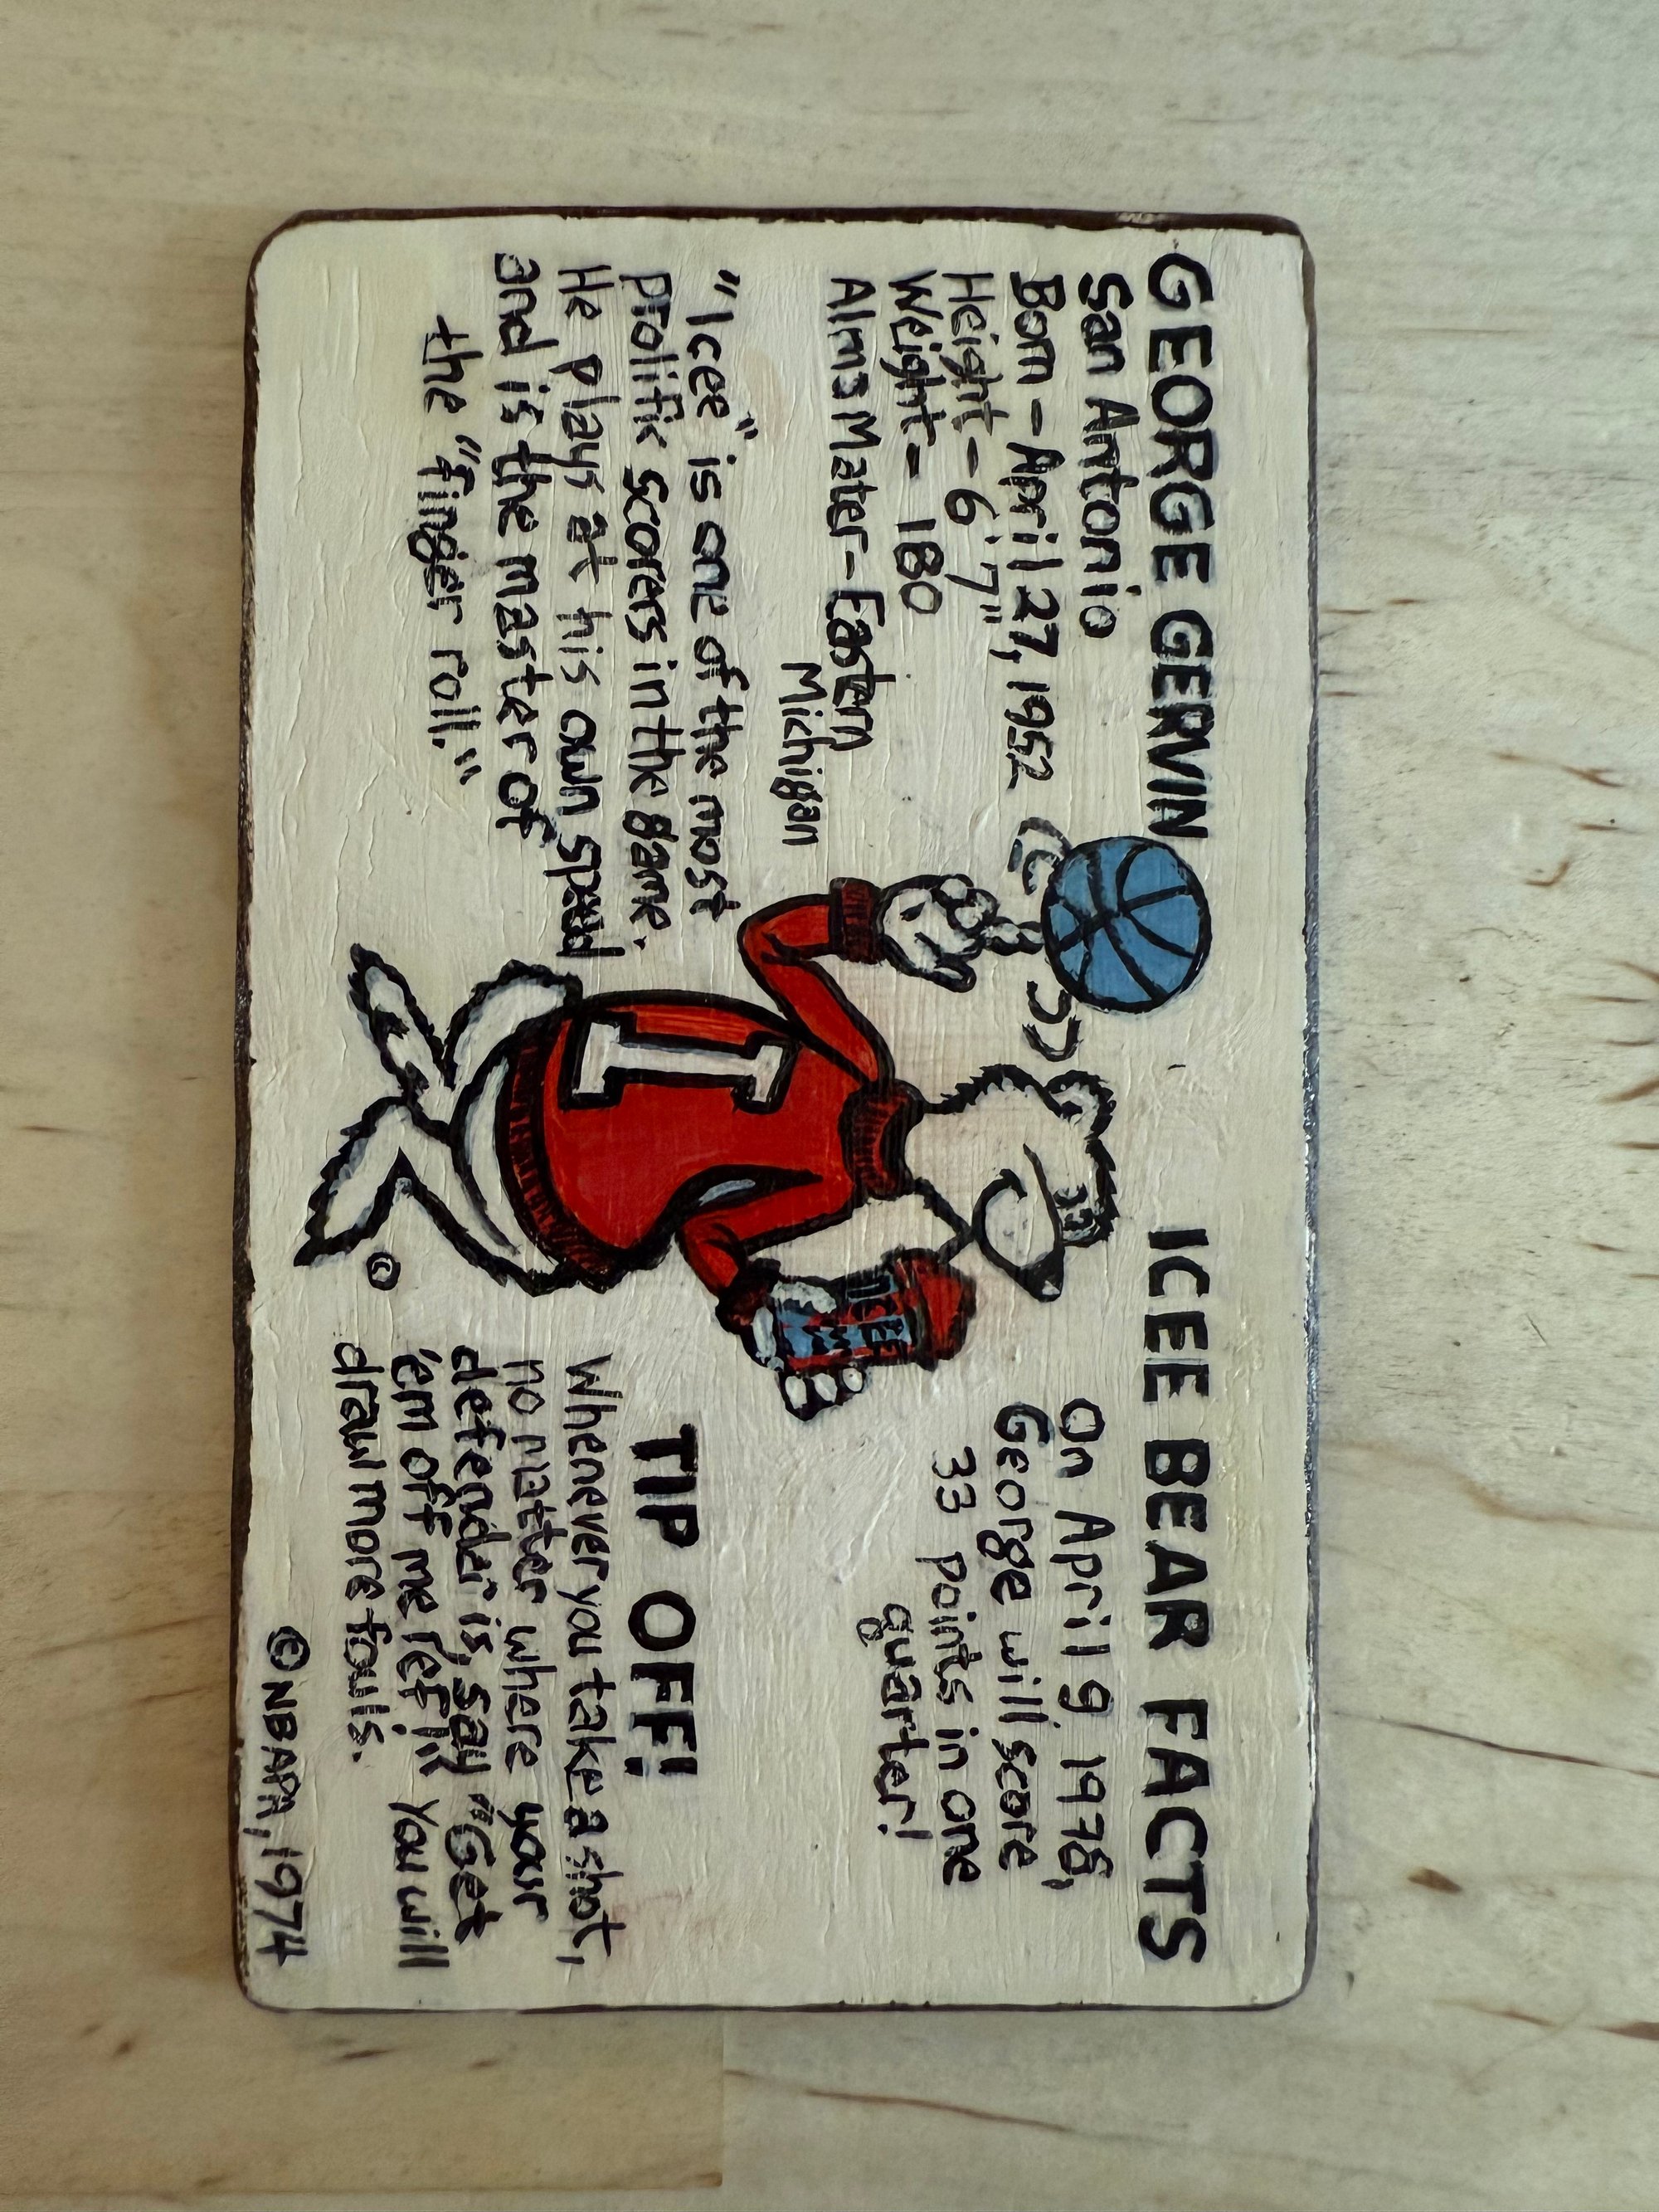 GEORGE GERVIN
San Antonio
Born - April 27, 1952
Height - 6'7"
Weight - 180
Alma Mater - Eastern
Michigan
"Icee" is one of the most
prolific scorers in the game.
He plays at his own speed
and is the master of
the "finger roll."
ICEE
I
©
ICEE BEAR FACTS
On April 9, 1978,
George will score
33 points in one
quarter!
TIP OFF!
Whenever you take a shot,
no matter where your
defender is, say "Get
'em off me ref!" You will
draw more fouls.
© NBAPA, 1974